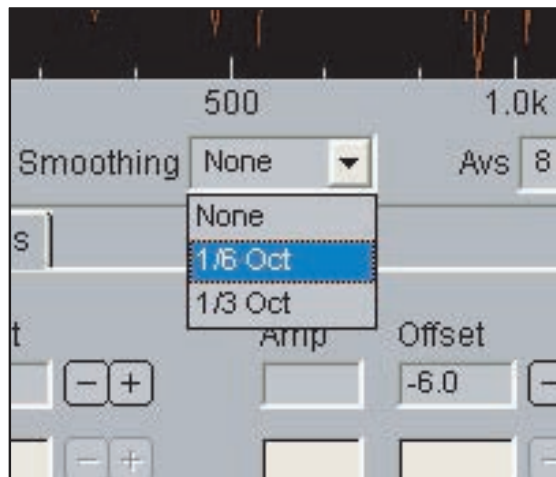 500 1.0k
Smoothing None Avs 8
None
s 1/6 Oct
1/3 Oct
t Amp Offset
- + -6.0 -
- + -